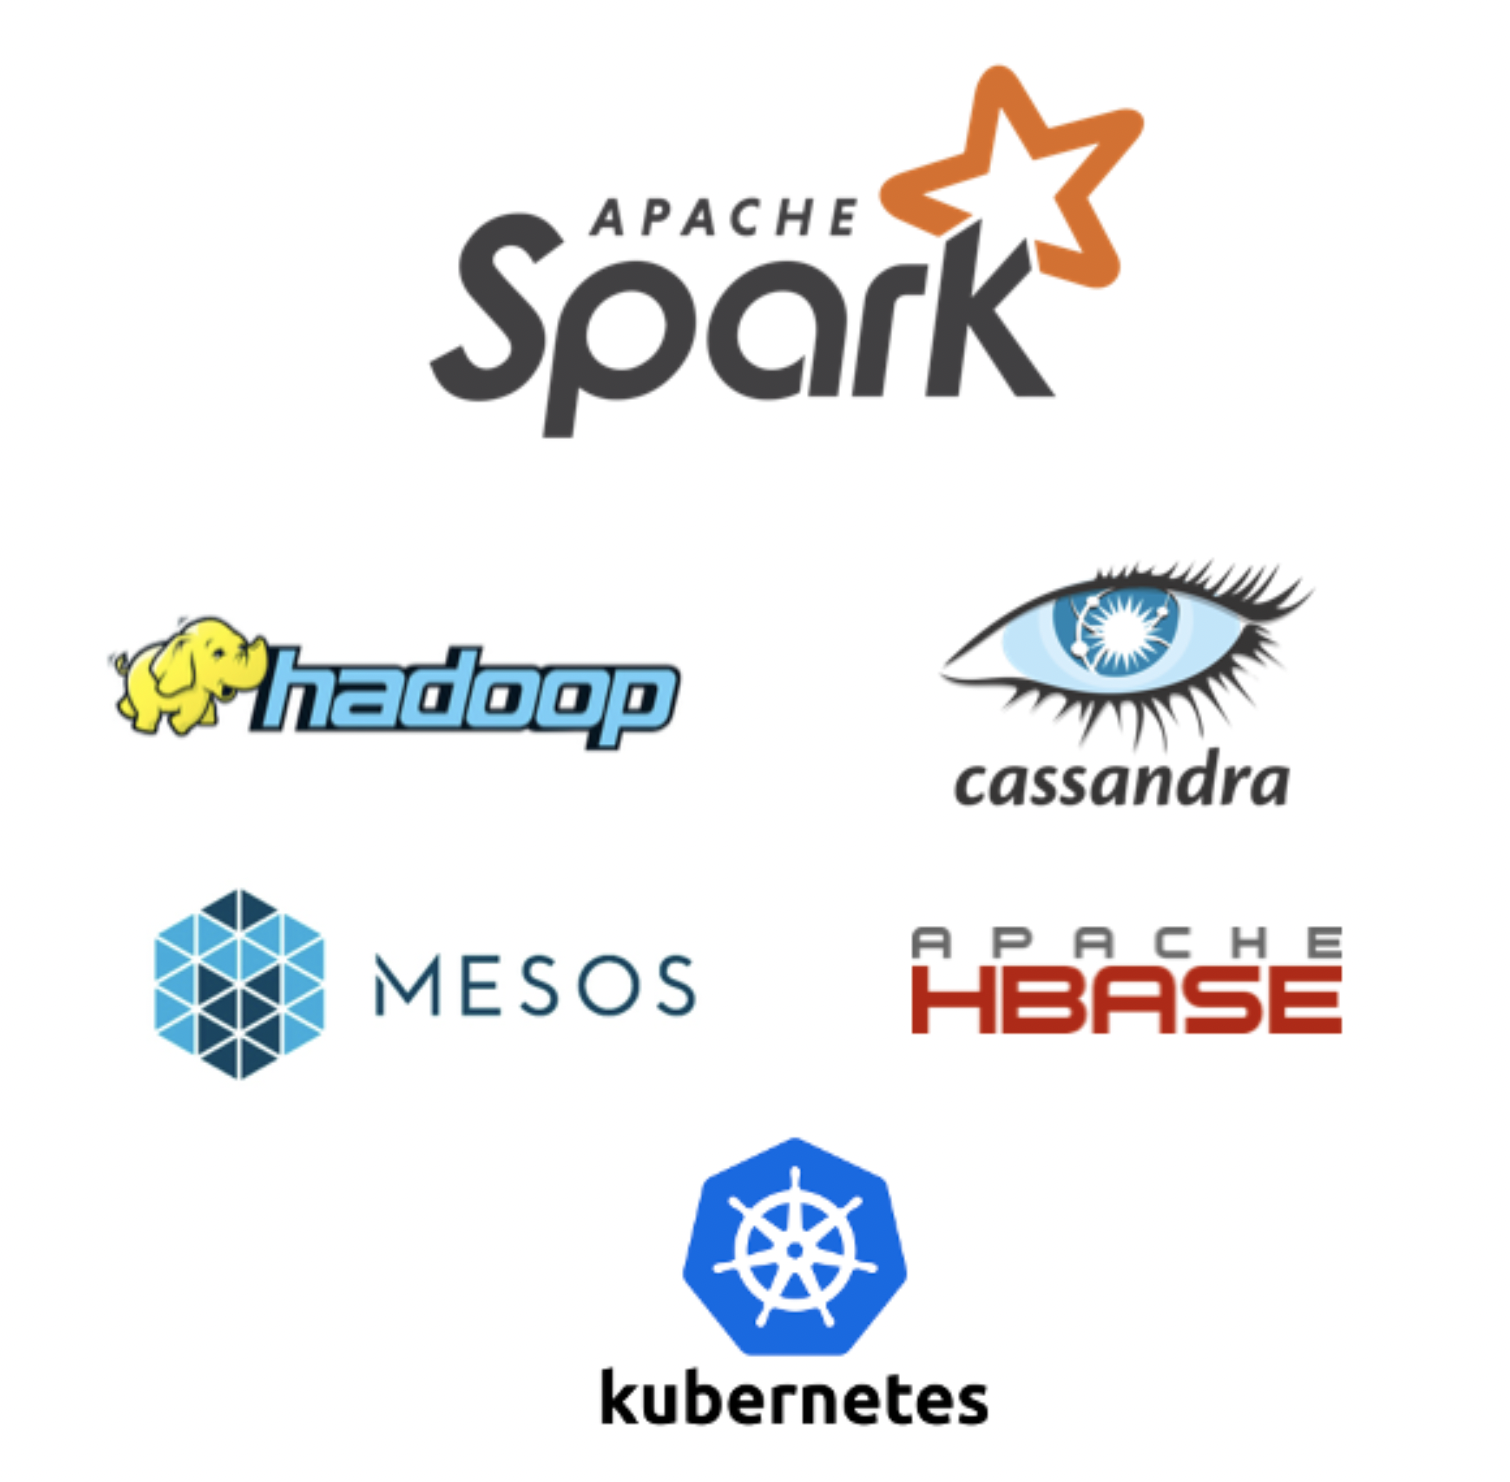 APACHE
Spark
hadoop
cassandra
MESOS
APACHE
HBASE
kubernetes